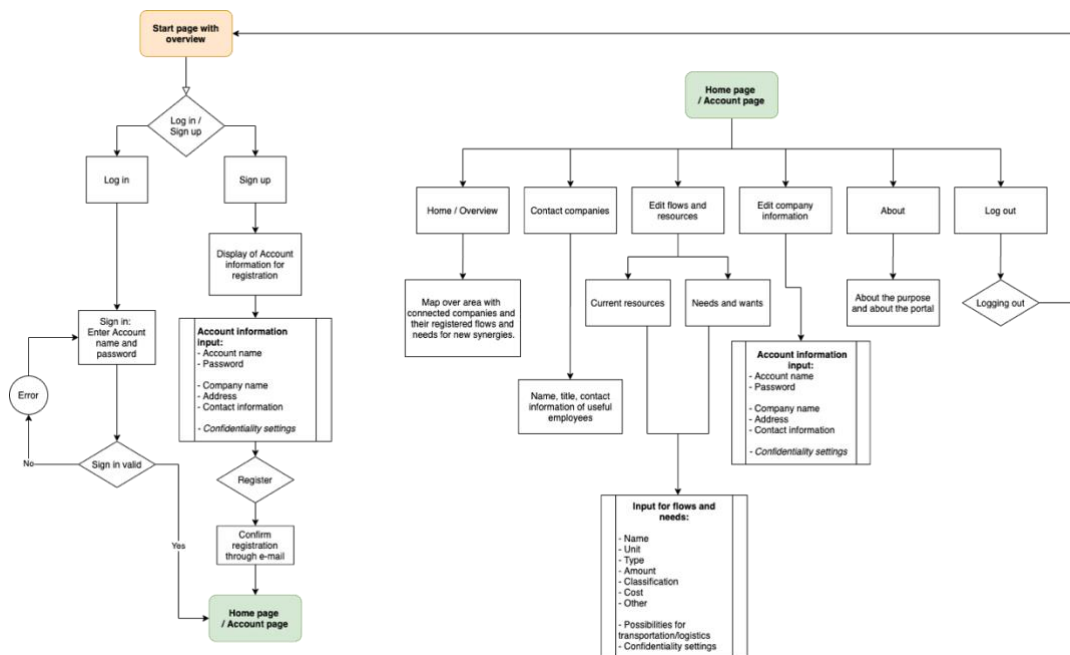 Start page with
overview
Log in /
Sign up
Log in
Sign up
Display of Account
information for
registration
Sign in:
Enter Account
name and
password
Account information
input:
- Account name
- Password
- Company name
- Address
- Contact information
- Confidentiality settings
Error
No
Sign in valid
Yes
Register
Confirm
registration
through e-mail
Home page
/ Account page
Home page
/ Account page
Home / Overview
Contact companies
Edit flows and
resources
Edit company
information
About
Log out
Map over area with
connected companies and
their registered flows and
needs for new synergies.
Current resources
Needs and wants
About the purpose
and about the portal
Logging out
Name, title, contact
information of useful
employees
Account information
input:
- Account name
- Password
- Company name
- Address
- Contact information
- Confidentiality settings
Input for flows and
needs:
- Name
- Unit
- Type
- Amount
- Classification
- Cost
- Other
- Possibilities for
transportation/logistics
- Confidentiality settings